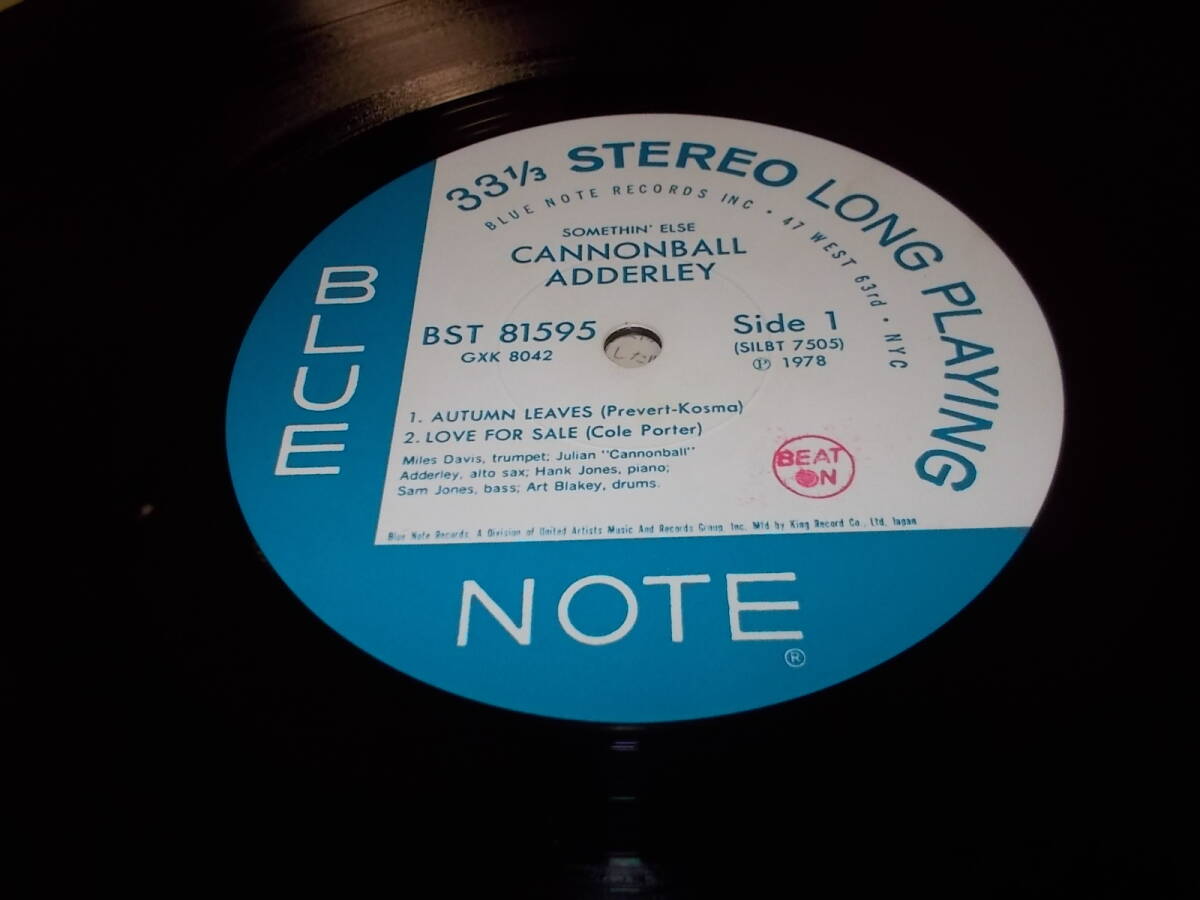 33⅓ STEREO LONG PLAYING
BLUE NOTE RECORDS INC • 47 WEST 63rd • NYC
SOMETHIN' ELSE
CANNONBALL
ADDERLEY
BST 81595
GXK 8042
Side 1
(SILBT 7505)
Ⓟ 1978
1. AUTUMN LEAVES (Prevert-Kosma)
2. LOVE FOR SALE (Cole Porter)
Miles Davis, trumpet; Julian "Cannonball"
Adderley, alto sax; Hank Jones, piano;
Sam Jones, bass; Art Blakey, drums.
BEAT
ON
Blue Note Records, A Division of United Artists Music And Records Group, Inc. Mfd by King Record Co., Ltd. Japan
BLUE
NOTE
®